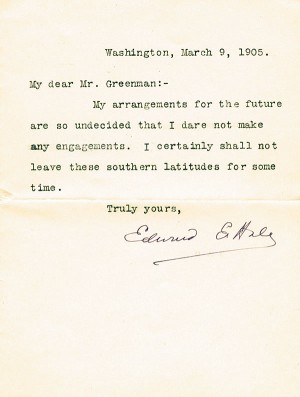 Washington, March 9, 1905.
My dear Mr. Greenman:-
My arrangements for the future
are so undecided that I dare not make
any engagements. I certainly shall not
leave these southern latitudes for some
time.
Truly yours,
Edward E. Hale